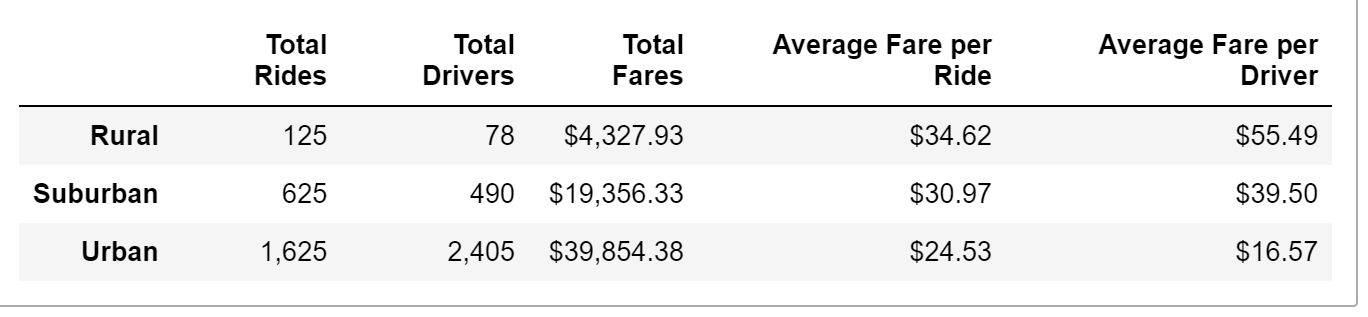 Total Rides Total Drivers Total Fares Average Fare per Ride Average Fare per Driver
Rural 125 78 $4,327.93 $34.62 $55.49
Suburban 625 490 $19,356.33 $30.97 $39.50
Urban 1,625 2,405 $39,854.38 $24.53 $16.57